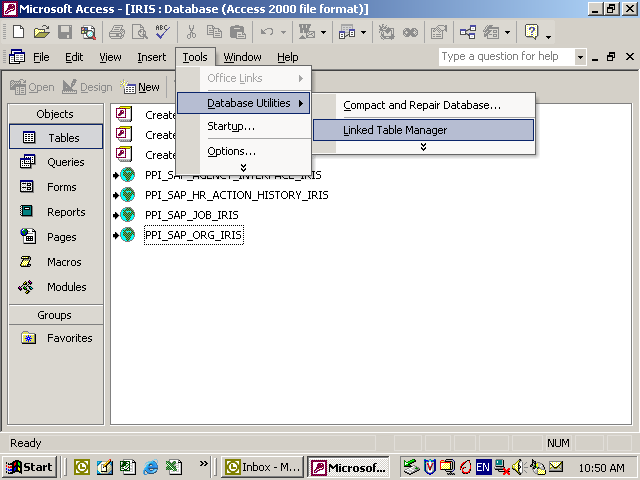 Microsoft Access - [IRIS : Database (Access 2000 file format)]
File Edit View Insert Tools Window Help Type a question for help
Open Design New
Office Links
Database Utilities
Startup...
Options...
Compact and Repair Database...
Linked Table Manager
Objects
Tables
Queries
Forms
Reports
Pages
Macros
Modules
Groups
Favorites
Create
Create
Create
PPI_SAP_AGENCY_INTERFACE_IRIS
PPI_SAP_HR_ACTION_HISTORY_IRIS
PPI_SAP_JOB_IRIS
PPI_SAP_ORG_IRIS
Ready NUM
Start Inbox - M... Microsof... EN 10:50 AM